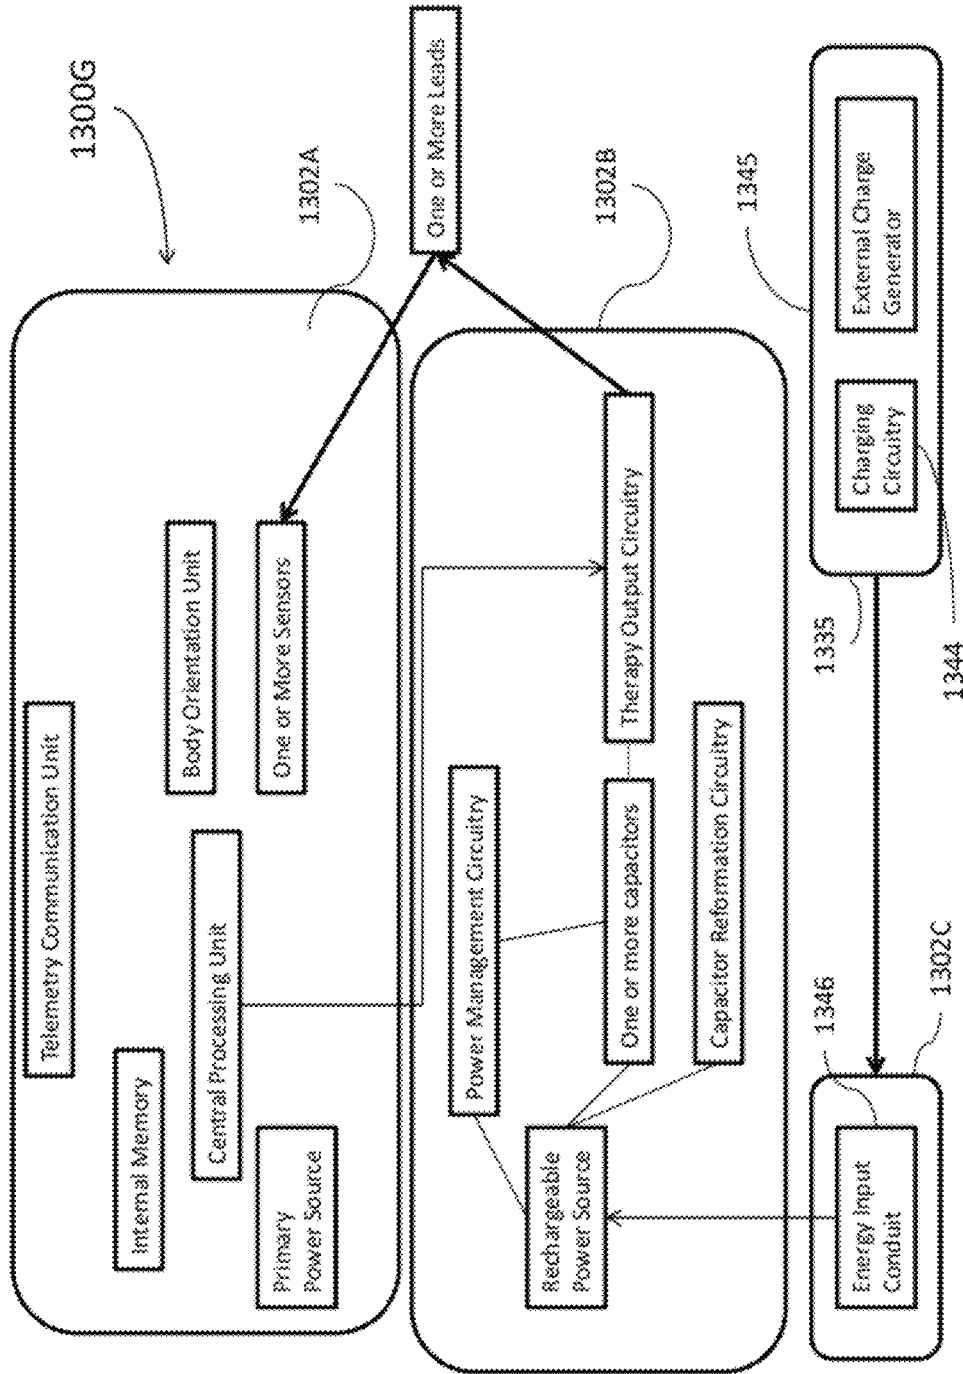 1300G
Telemetry Communication Unit
Internal Memory
Body Orientation Unit
Central Processing Unit
One or More Sensors
Primary
Power Source
1302A
One or More Leads
Power Management Circuitry
Rechargeable
Power Source
One or more capacitors
Therapy Output Circuitry
Capacitor Reformation Circuitry
1302B
Energy Input
Conduit
1346
1302C
1335
Charging
Circuitry
1344
External Charge
Generator
1345